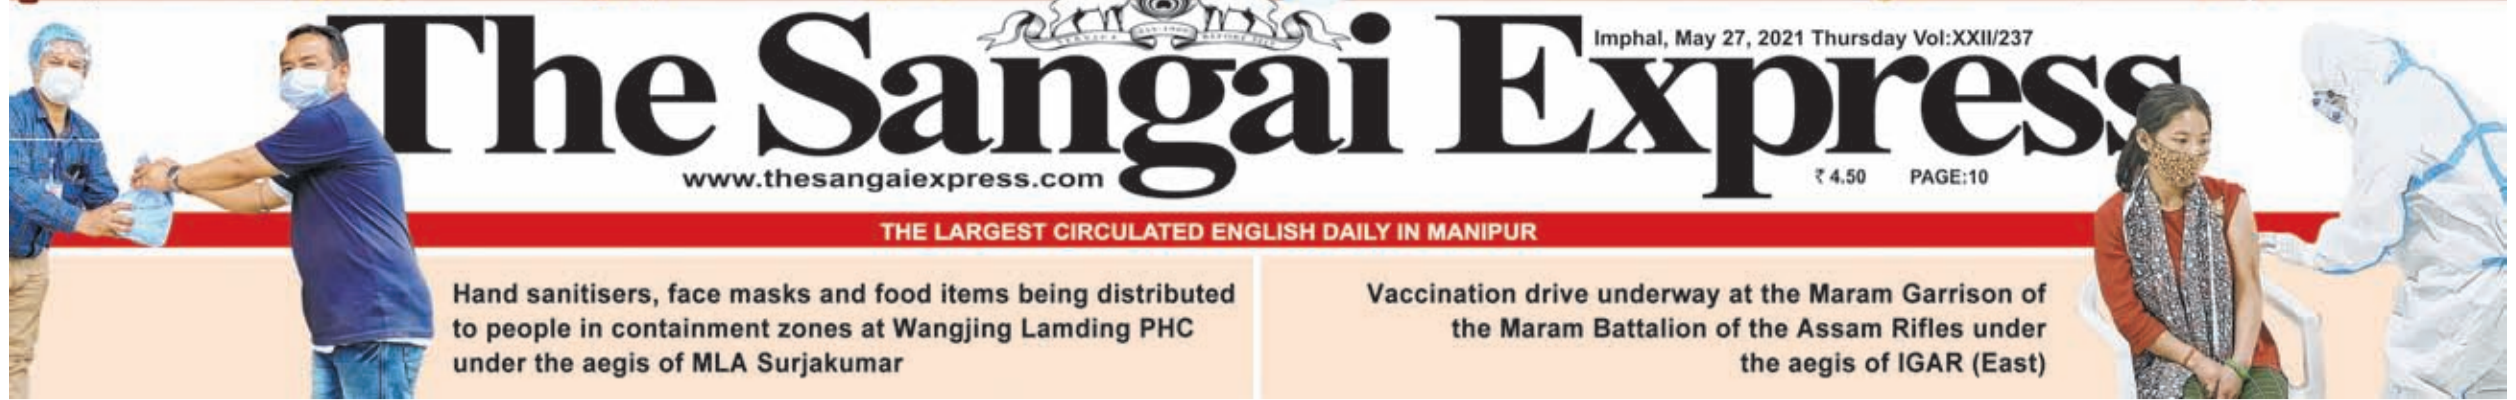 The Sangai Express
Imphal, May 27, 2021 Thursday Vol:XXII/237
www.thesangaiexpress.com
₹ 4.50 PAGE:10
THE LARGEST CIRCULATED ENGLISH DAILY IN MANIPUR
Hand sanitisers, face masks and food items being distributed
to people in containment zones at Wangjing Lamding PHC
under the aegis of MLA Surjakumar
Vaccination drive underway at the Maram Garrison of
the Maram Battalion of the Assam Rifles under
the aegis of IGAR (East)